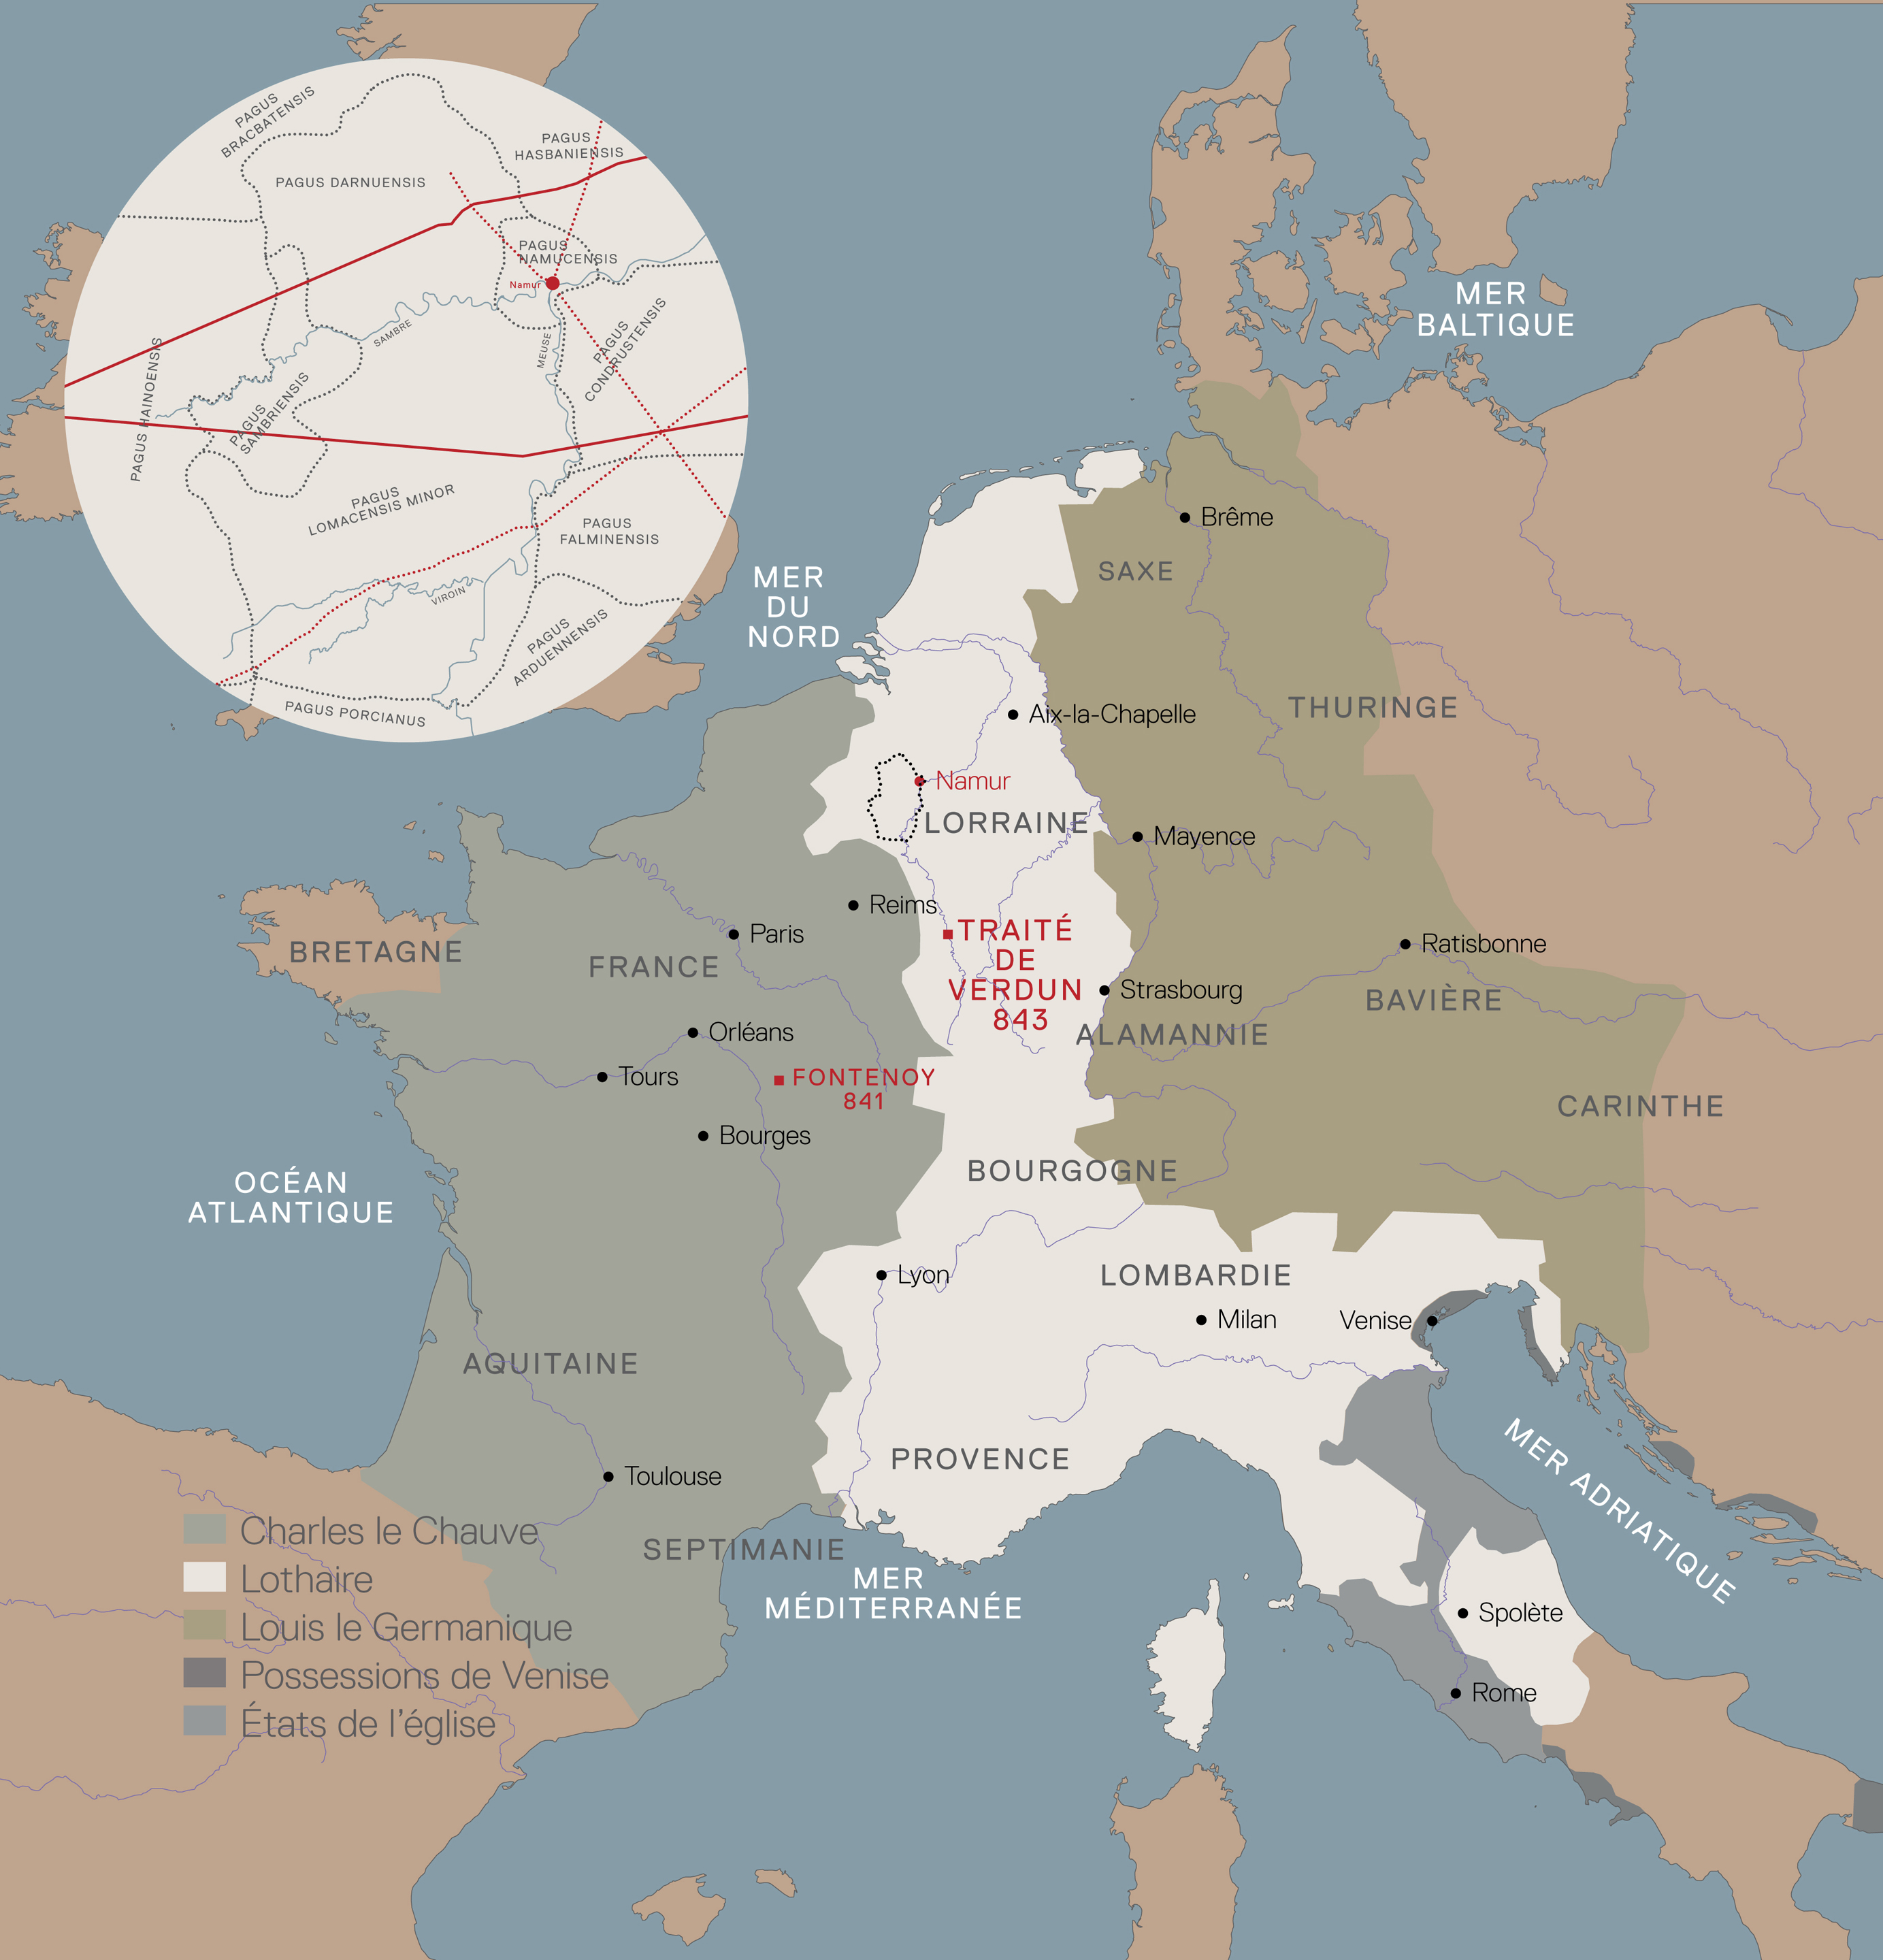 PAGUS
BRACBATENSIS
PAGUS
HASBANIENSIS
PAGUS DARNUENSIS
PAGUS
NAMUCENSIS
Namur
SAMBRE
MEUSE
PAGUS
CONDRUSTENSIS
PAGUS HAINOENSIS
PAGUS
SAMBRIENSIS
PAGUS
LOMACENSIS MINOR
PAGUS
FALMINENSIS
VIROIN
PAGUS
ARDUENNENSIS
PAGUS PORCIANUS
MER
BALTIQUE
MER
DU
NORD
Brême
SAXE
THURINGE
Aix-la-Chapelle
Namur
LORRAINE
Mayence
Reims
Paris
TRAITÉ
DE
VERDUN
843
BRETAGNE
FRANCE
Ratisbonne
Strasbourg
BAVIÈRE
ALAMANNIE
Orléans
Tours
FONTENOY
841
CARINTHE
Bourges
BOURGOGNE
OCÉAN
ATLANTIQUE
Lyon
LOMBARDIE
Milan
Venise
AQUITAINE
PROVENCE
Toulouse
SEPTIMANIE
MER
MÉDITERRANÉE
MER ADRIATIQUE
Spolète
Rome
Charles le Chauve
Lothaire
Louis le Germanique
Possessions de Venise
États de l'église